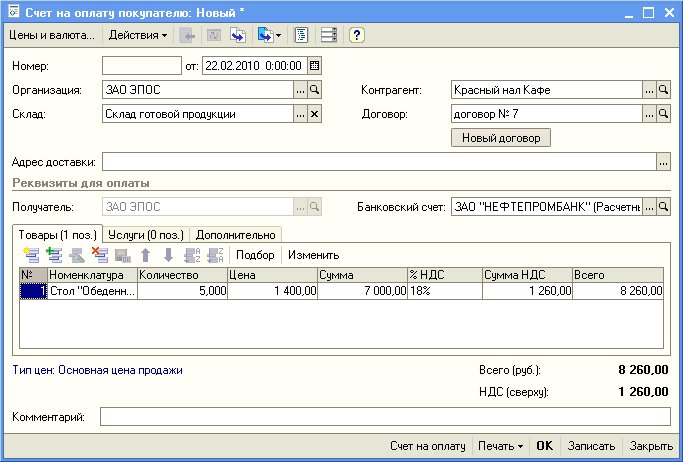 Счет на оплату покупателю: Новый *
Цены и валюта... Действия
Номер: от: 22.02.2010 0:00:00
Организация: ЗАО ЭПОС ... Контрагент: Красный нал Кафе ...
Склад: Склад готовой продукции ... Договор: договор № 7 ...
Новый договор
Адрес доставки: ...
Реквизиты для оплаты
Получатель: ЗАО ЭПОС ... Банковский счет: ЗАО "НЕФТЕПРОМБАНК" (Расчетнь ...
Товары (1 поз.) Услуги (0 поз.) Дополнительно
Подбор Изменить
№ Номенклатура Количество Цена Сумма % НДС Сумма НДС Всего
1 Стол "Обеденн... 5,000 1 400,00 7 000,00 18% 1 260,00 8 260,00
Тип цен: Основная цена продажи Всего (руб.): 8 260,00
НДС (сверху): 1 260,00
Комментарий:
Счет на оплату Печать OK Записать Закрыть